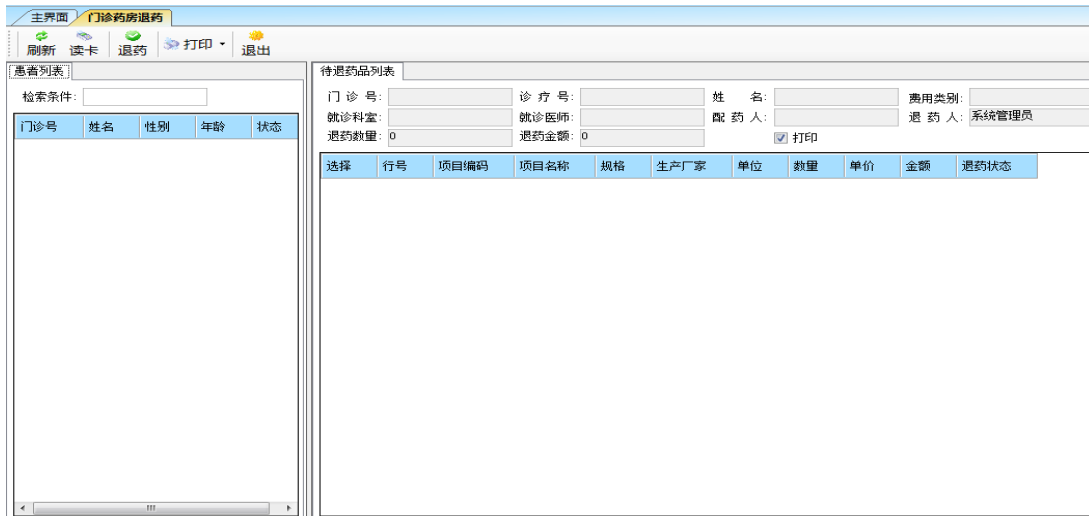 主界面 门诊药房退药
刷新 读卡 退药 打印 退出
患者列表
检索条件:
门诊号 姓名 性别 年龄 状态
待退药品列表
门 诊 号: 诊 疗 号: 姓 名: 费用类别:
就诊科室: 就诊医师: 配 药 人: 退 药 人: 系统管理员
退药数量: 0 退药金额: 0 打印
选择 行号 项目编码 项目名称 规格 生产厂家 单位 数量 单价 金额 退药状态